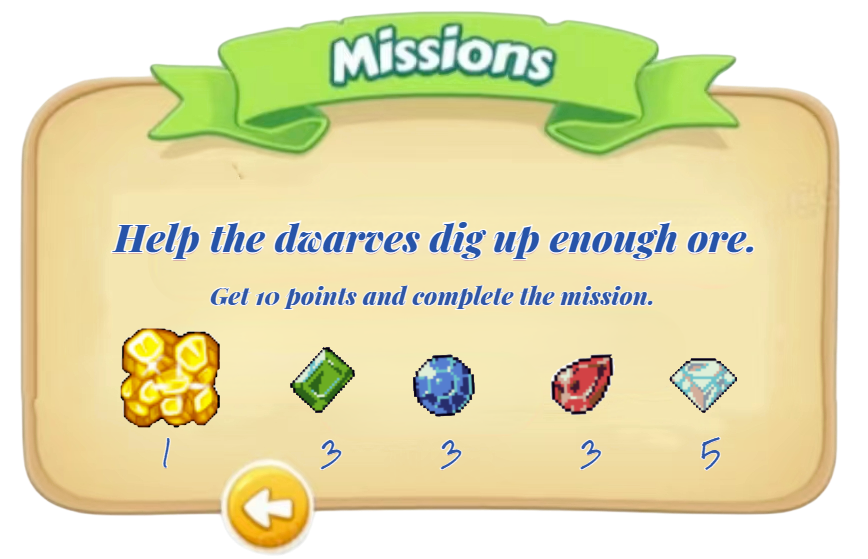 Missions
Help the dwarves dig up enough ore.
Get 10 points and complete the mission.
1 3 3 3 5